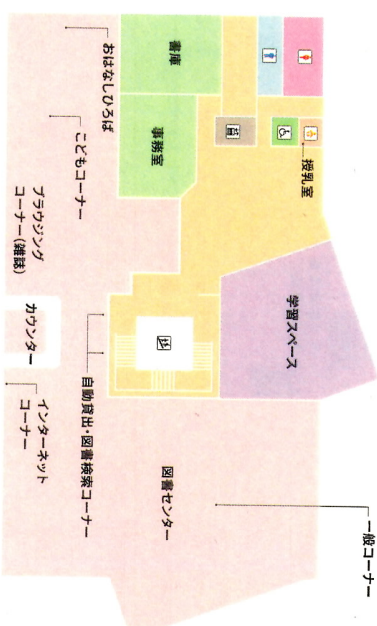 一般コーナー
授乳室
学習スペース
図書センター
書庫
事務室
自動貸出・図書検索コーナー
おはなしひろば
こどもコーナー
ブラウジング
コーナー(雑誌)
カウンター
インターネット
コーナー